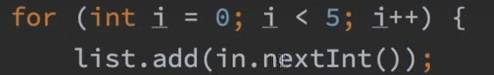 for (int i = 0; i < 5; i++) {
list.add(in.nextInt());